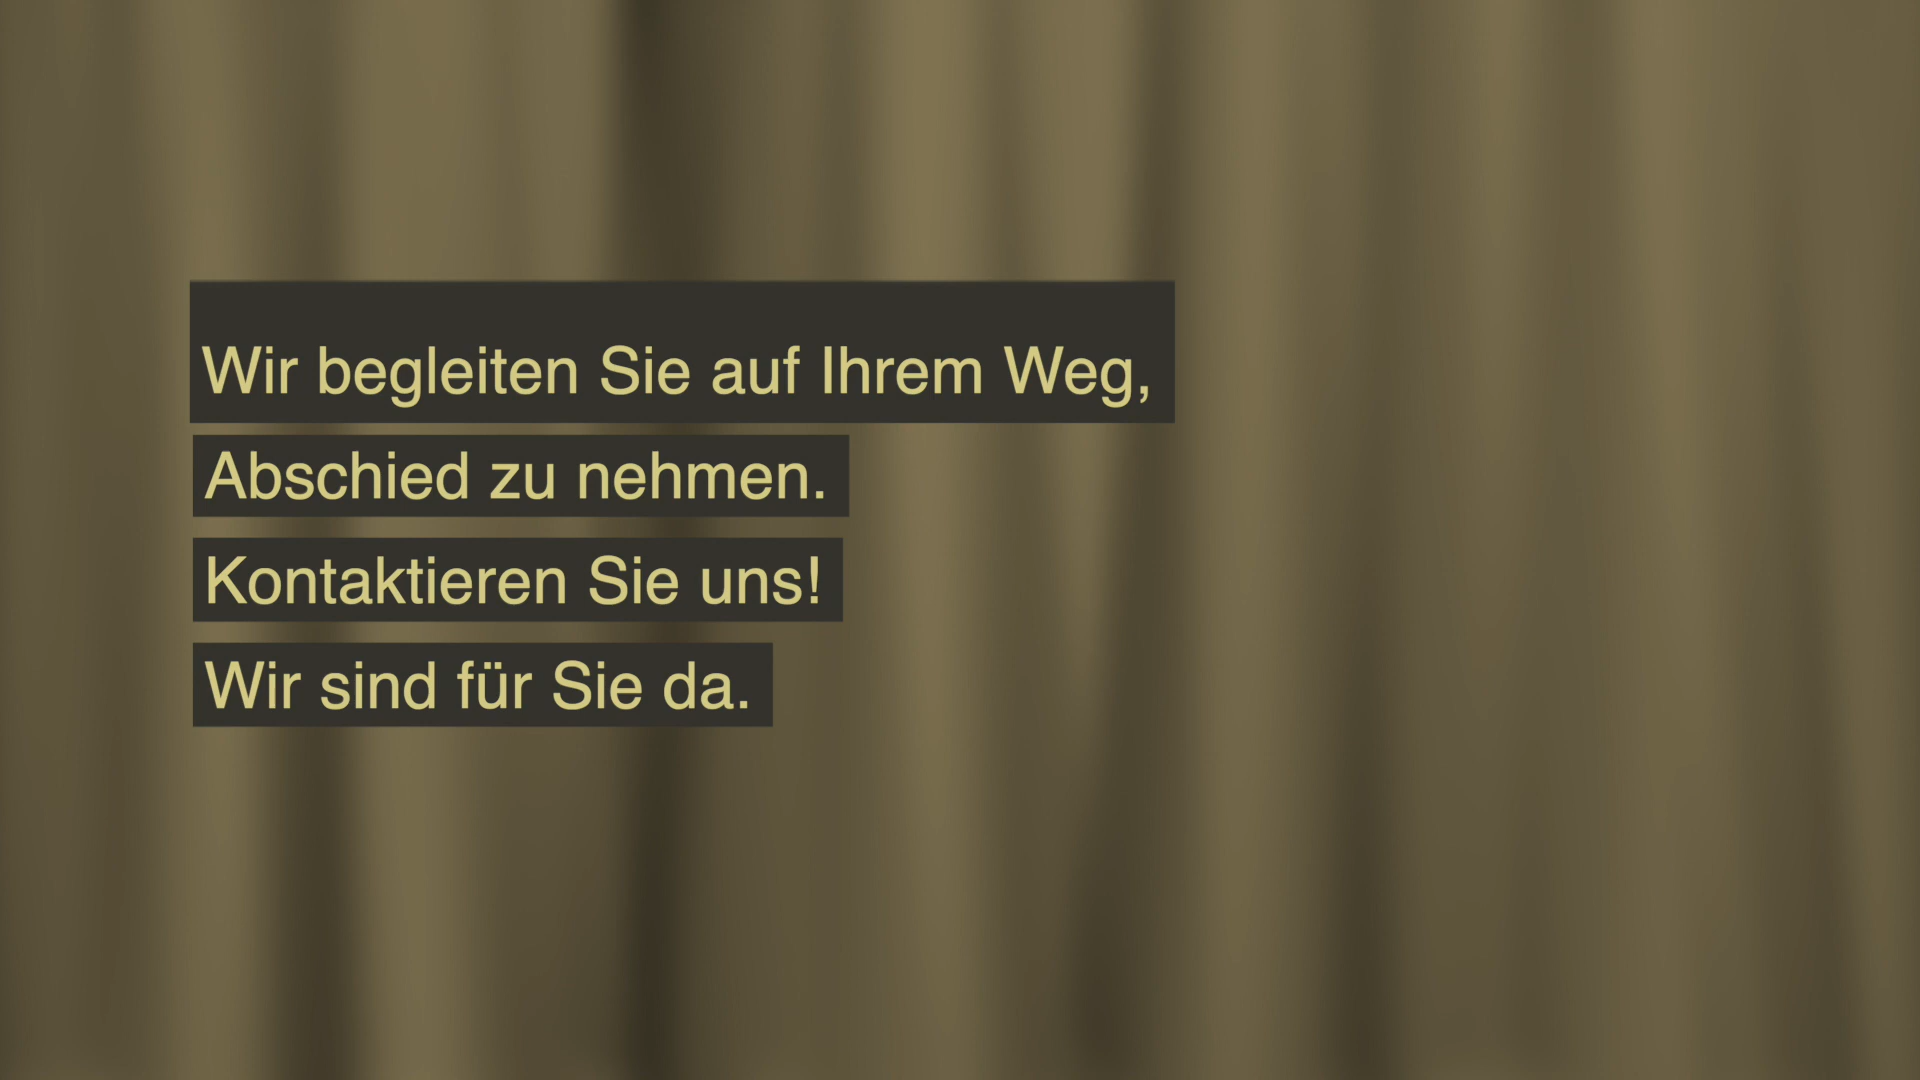 Wir begleiten Sie auf Ihrem Weg,
Abschied zu nehmen.
Kontaktieren Sie uns!
Wir sind für Sie da.